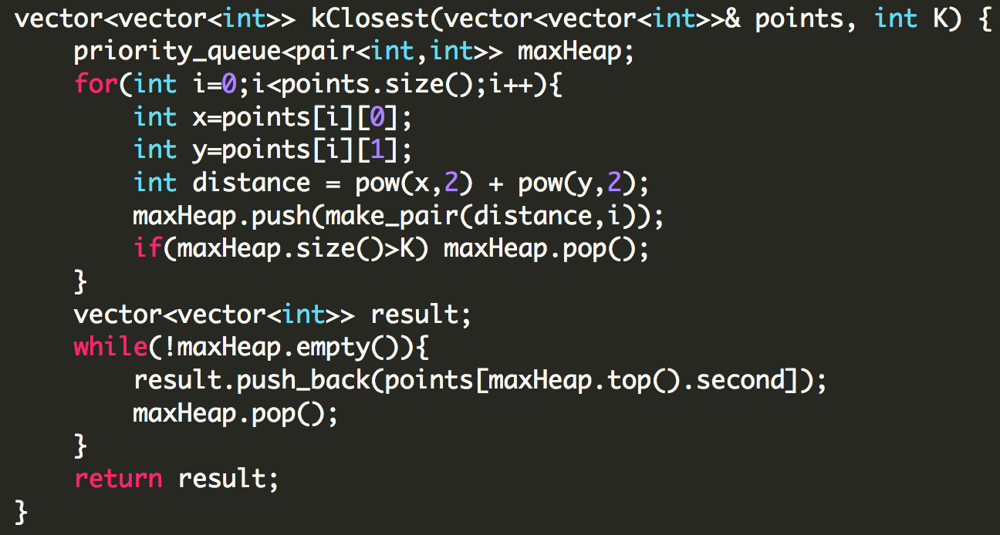 vector<vector<int>> kClosest(vector<vector<int>>& points, int K) {
    priority_queue<pair<int,int>> maxHeap;
    for(int i=0;i<points.size();i++){
        int x=points[i][0];
        int y=points[i][1];
        int distance = pow(x,2) + pow(y,2);
        maxHeap.push(make_pair(distance,i));
        if(maxHeap.size()>K) maxHeap.pop();
    }
    vector<vector<int>> result;
    while(!maxHeap.empty()){
        result.push_back(points[maxHeap.top().second]);
        maxHeap.pop();
    }
    return result;
}